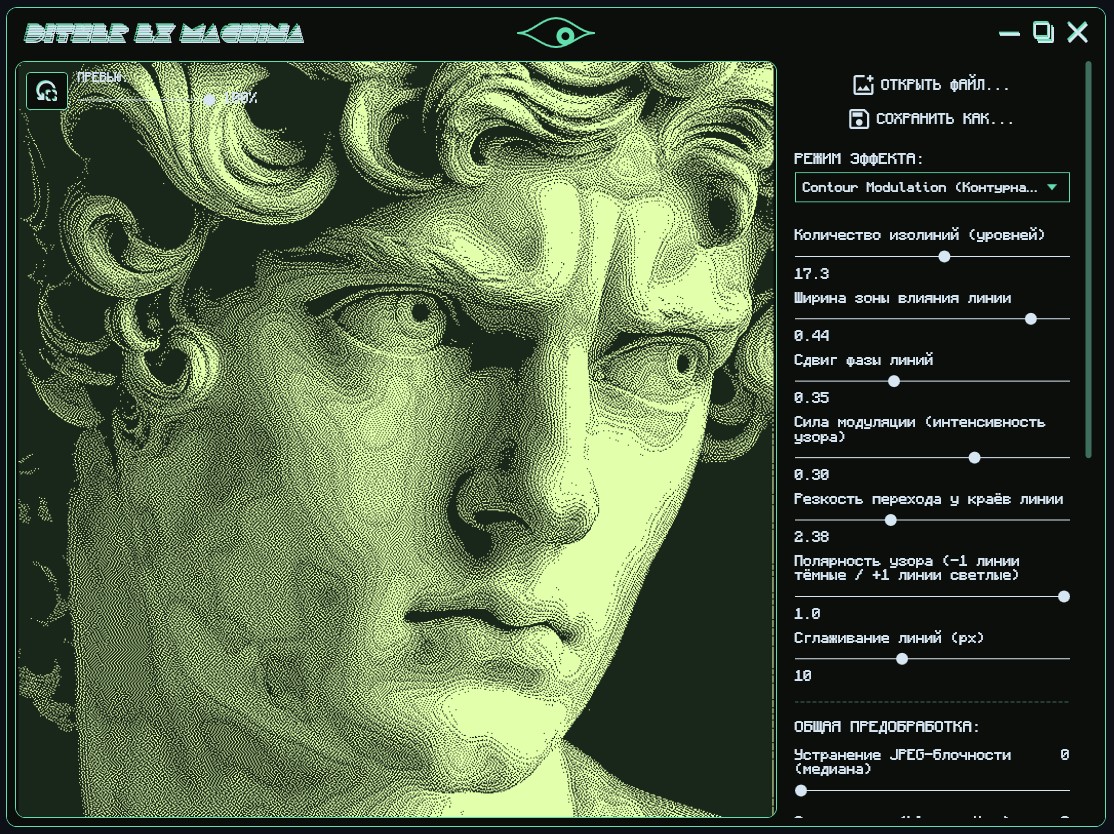 DITHER EX MACHINA
ПРЕВЬЮ
100%
ОТКРЫТЬ ФАЙЛ...
СОХРАНИТЬ КАК...
РЕЖИМ ЭФФЕКТА:
Contour Modulation (Контурна...
Количество изолиний (уровней)
17.3
Ширина зоны влияния линии
0.44
Сдвиг фазы линий
0.35
Сила модуляции (интенсивность
узора)
0.30
Резкость перехода у краёв линии
2.38
Полярность узора (-1 линии
тёмные / +1 линии светлые)
1.0
Сглаживание линий (px)
10
ОБЩАЯ ПРЕДОБРАБОТКА:
Устранение JPEG-блочности 0
(медиана)